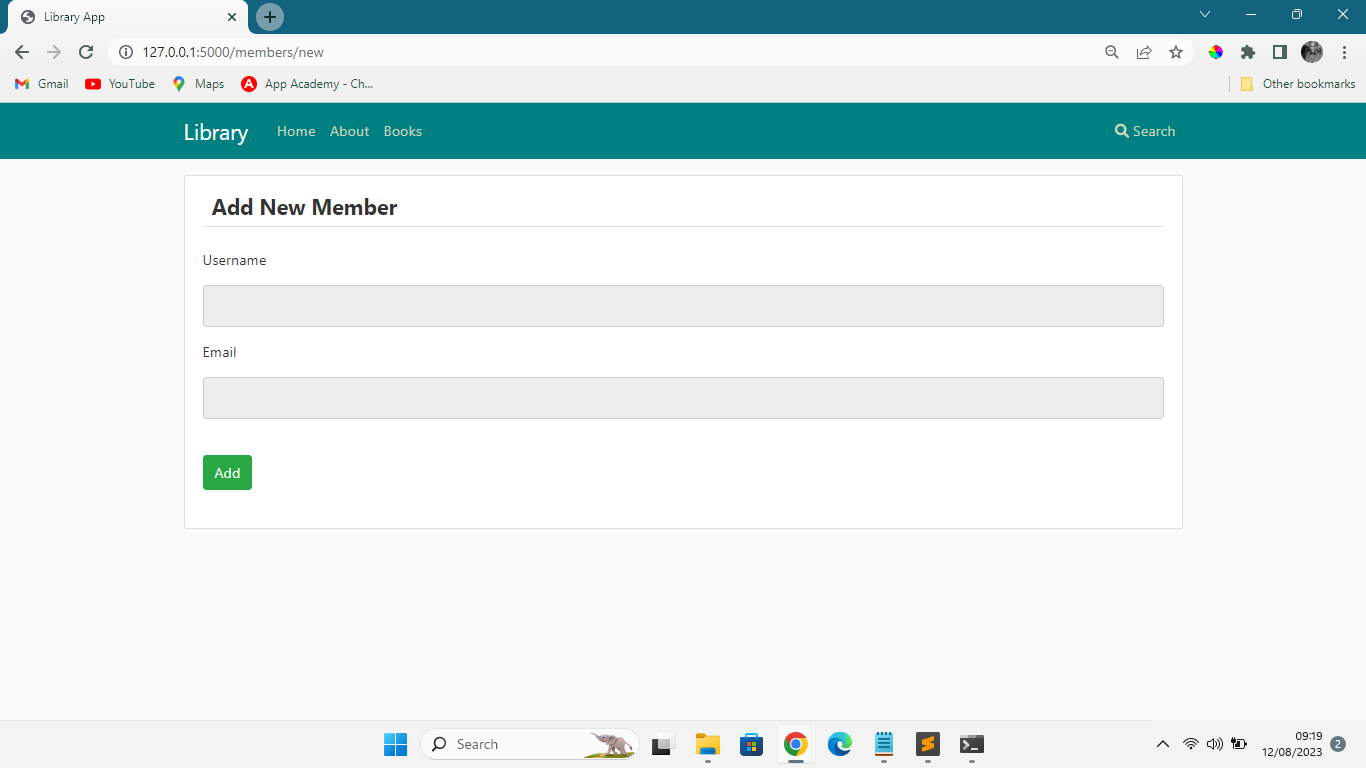 Library App
127.0.0.1:5000/members/new
Gmail YouTube Maps App Academy - Ch... Other bookmarks
Library Home About Books Search
Add New Member
Username
Email
Add
Search
09:19
12/08/2023
2